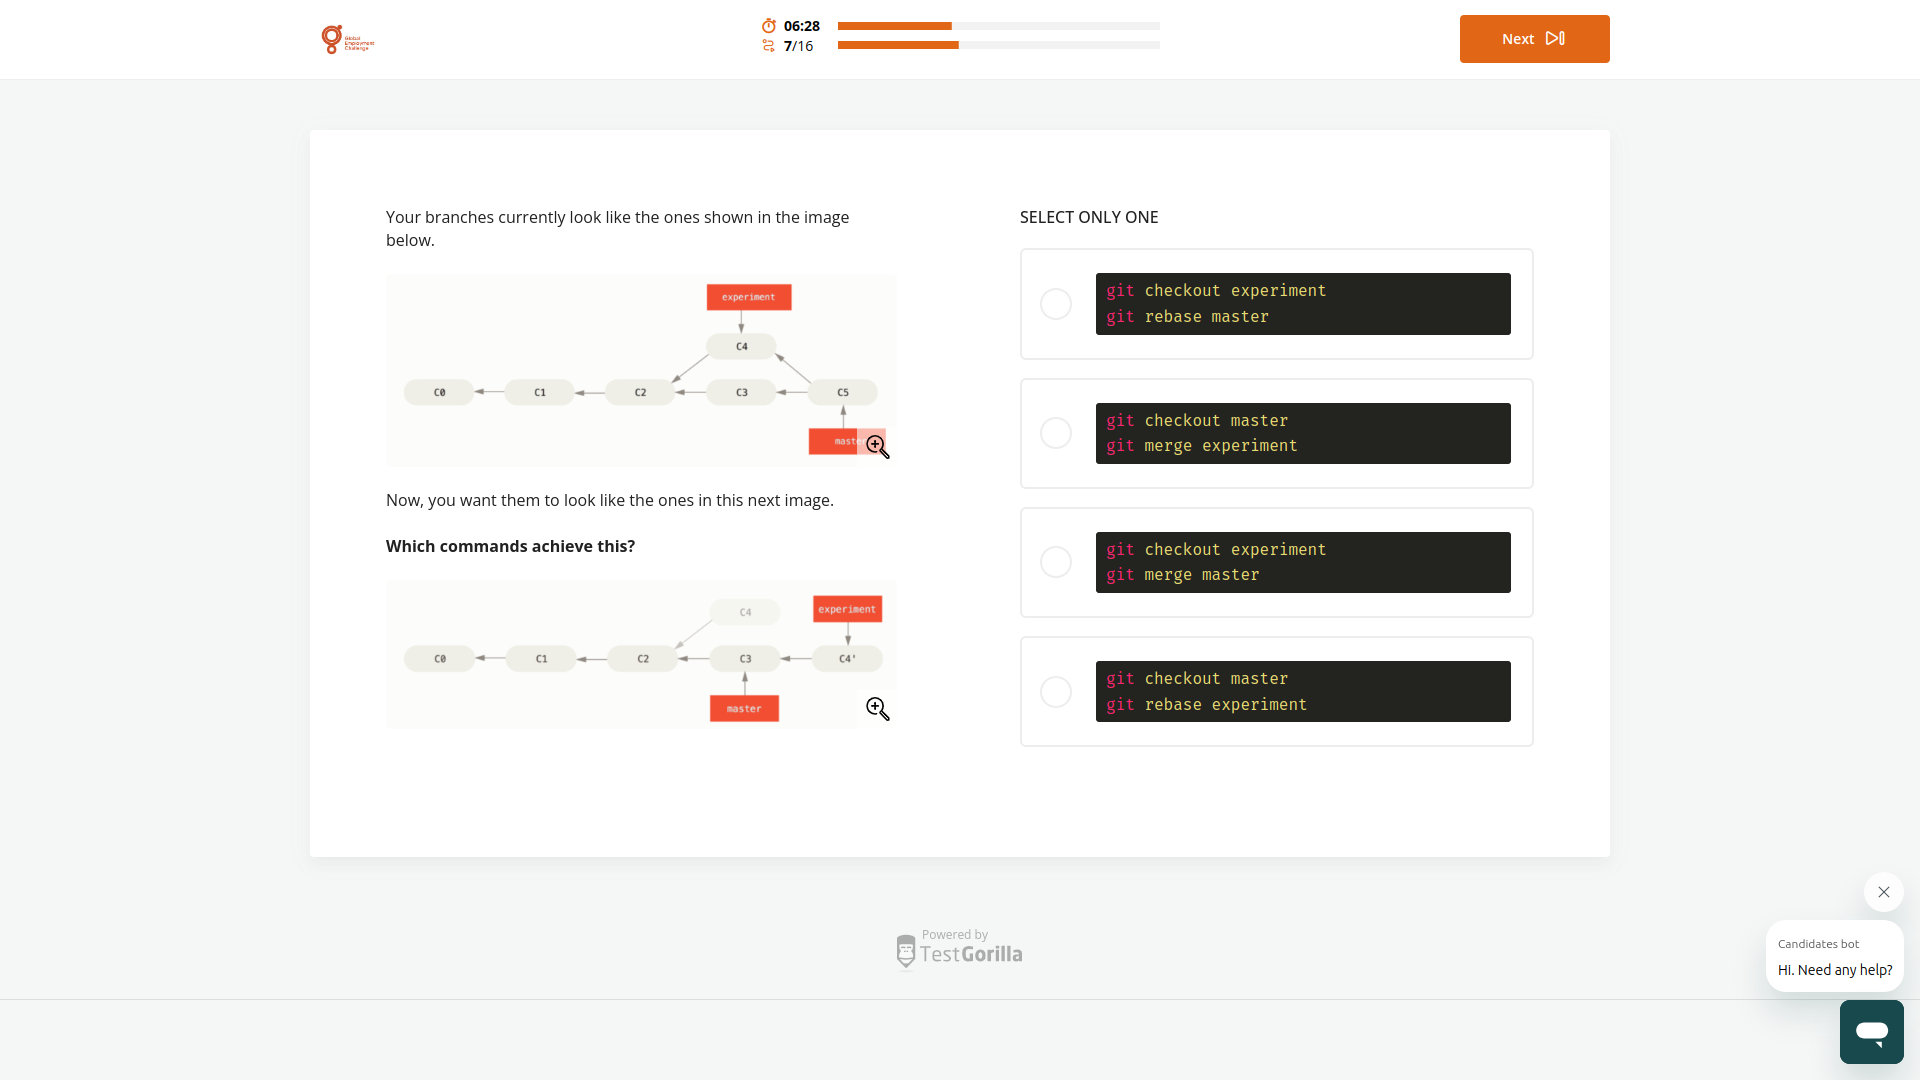 Global
Employment
Challenge
06:28
7/16
Next
Your branches currently look like the ones shown in the image
below.
experiment
C4
C0
C1
C2
C3
C5
master
Now, you want them to look like the ones in this next image.
Which commands achieve this?
C4
experiment
C0
C1
C2
C3
C4'
master
SELECT ONLY ONE
git checkout experiment
git rebase master
git checkout master
git merge experiment
git checkout experiment
git merge master
git checkout master
git rebase experiment
Powered by
TestGorilla
Candidates bot
Hi. Need any help?